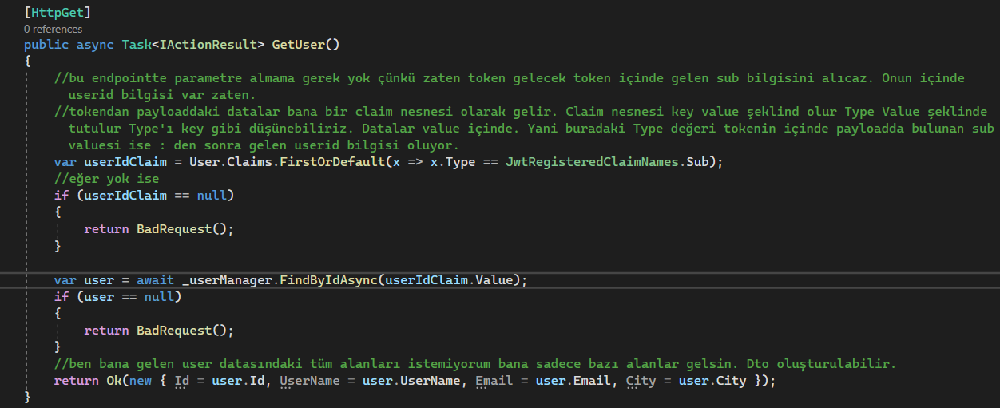 [HttpGet]
0 references
public async Task<IActionResult> GetUser()
{
//bu endpointte parametre almama gerek yok çünkü zaten token gelecek token içinde gelen sub bilgisini alıcaz. Onun içinde
userid bilgisi var zaten.
//tokendan payloaddaki datalar bana bir claim nesnesi olarak gelir. Claim nesnesi key value şeklind olur Type Value şeklinde
tutulur Type'ı key gibi düşünebiliriz. Datalar value içinde. Yani buradaki Type değeri tokenin içinde payloadda bulunan sub
valuesi ise : den sonra gelen userid bilgisi oluyor.
var userIdClaim = User.Claims.FirstOrDefault(x => x.Type == JwtRegisteredClaimNames.Sub);
//eğer yok ise
if (userIdClaim == null)
{
return BadRequest();
}
var user = await _userManager.FindByIdAsync(userIdClaim.Value);
if (user == null)
{
return BadRequest();
}
//ben bana gelen user datasındaki tüm alanları istemiyorum bana sadece bazı alanlar gelsin. Dto oluşturulabilir.
return Ok(new { Id = user.Id, UserName = user.UserName, Email = user.Email, City = user.City });
}